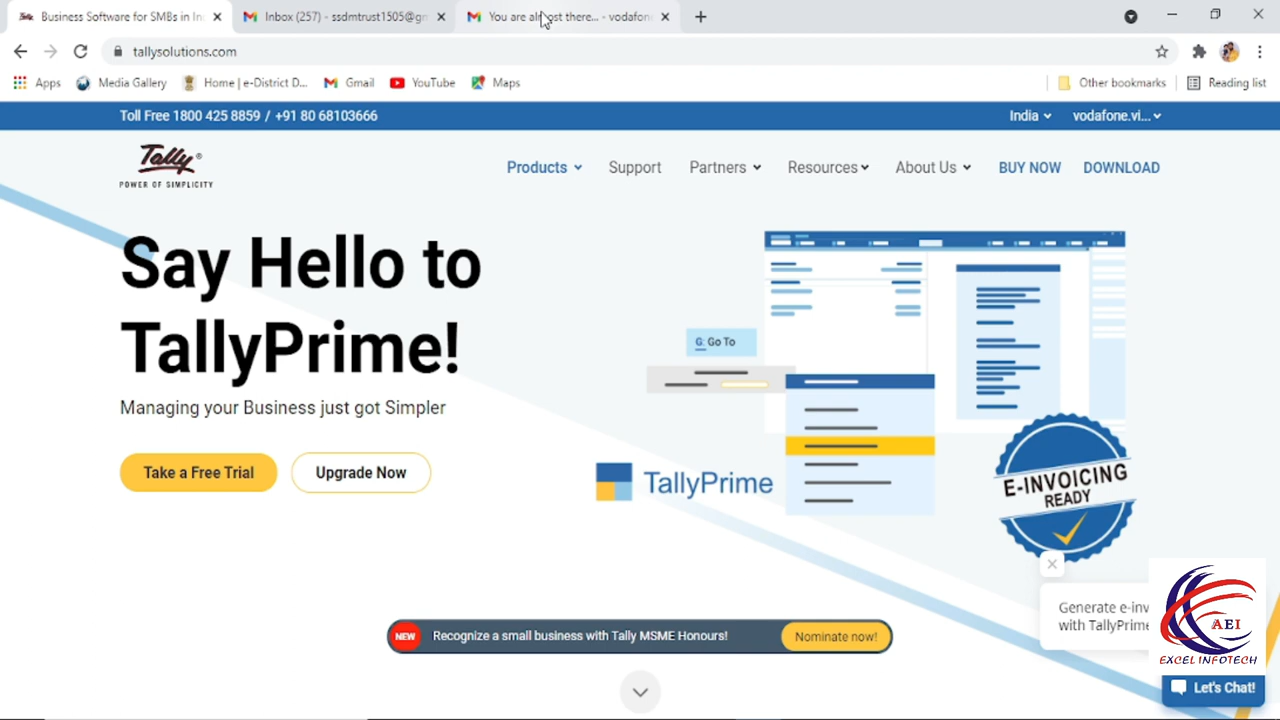 Business Software for SMBs in In
Inbox (257) - ssdmtrust1505@gm
You are almost there... - vodafon
tallysolutions.com
Apps
Media Gallery
Home | e-District D...
Gmail
YouTube
Maps
Other bookmarks
Reading list
Toll Free 1800 425 8859 / +91 80 68103666
India
vodafone.vi...
Tally®
POWER OF SIMPLICITY
Products
Support
Partners
Resources
About Us
BUY NOW
DOWNLOAD
Say Hello to
TallyPrime!
Managing your Business just got Simpler
Take a Free Trial
Upgrade Now
G: Go To
TallyPrime
E-INVOICING
READY
NEW
Recognize a small business with Tally MSME Honours!
Nominate now!
Generate e-inv
with TallyPrime
AEI
EXCEL INFOTECH
Let's Chat!